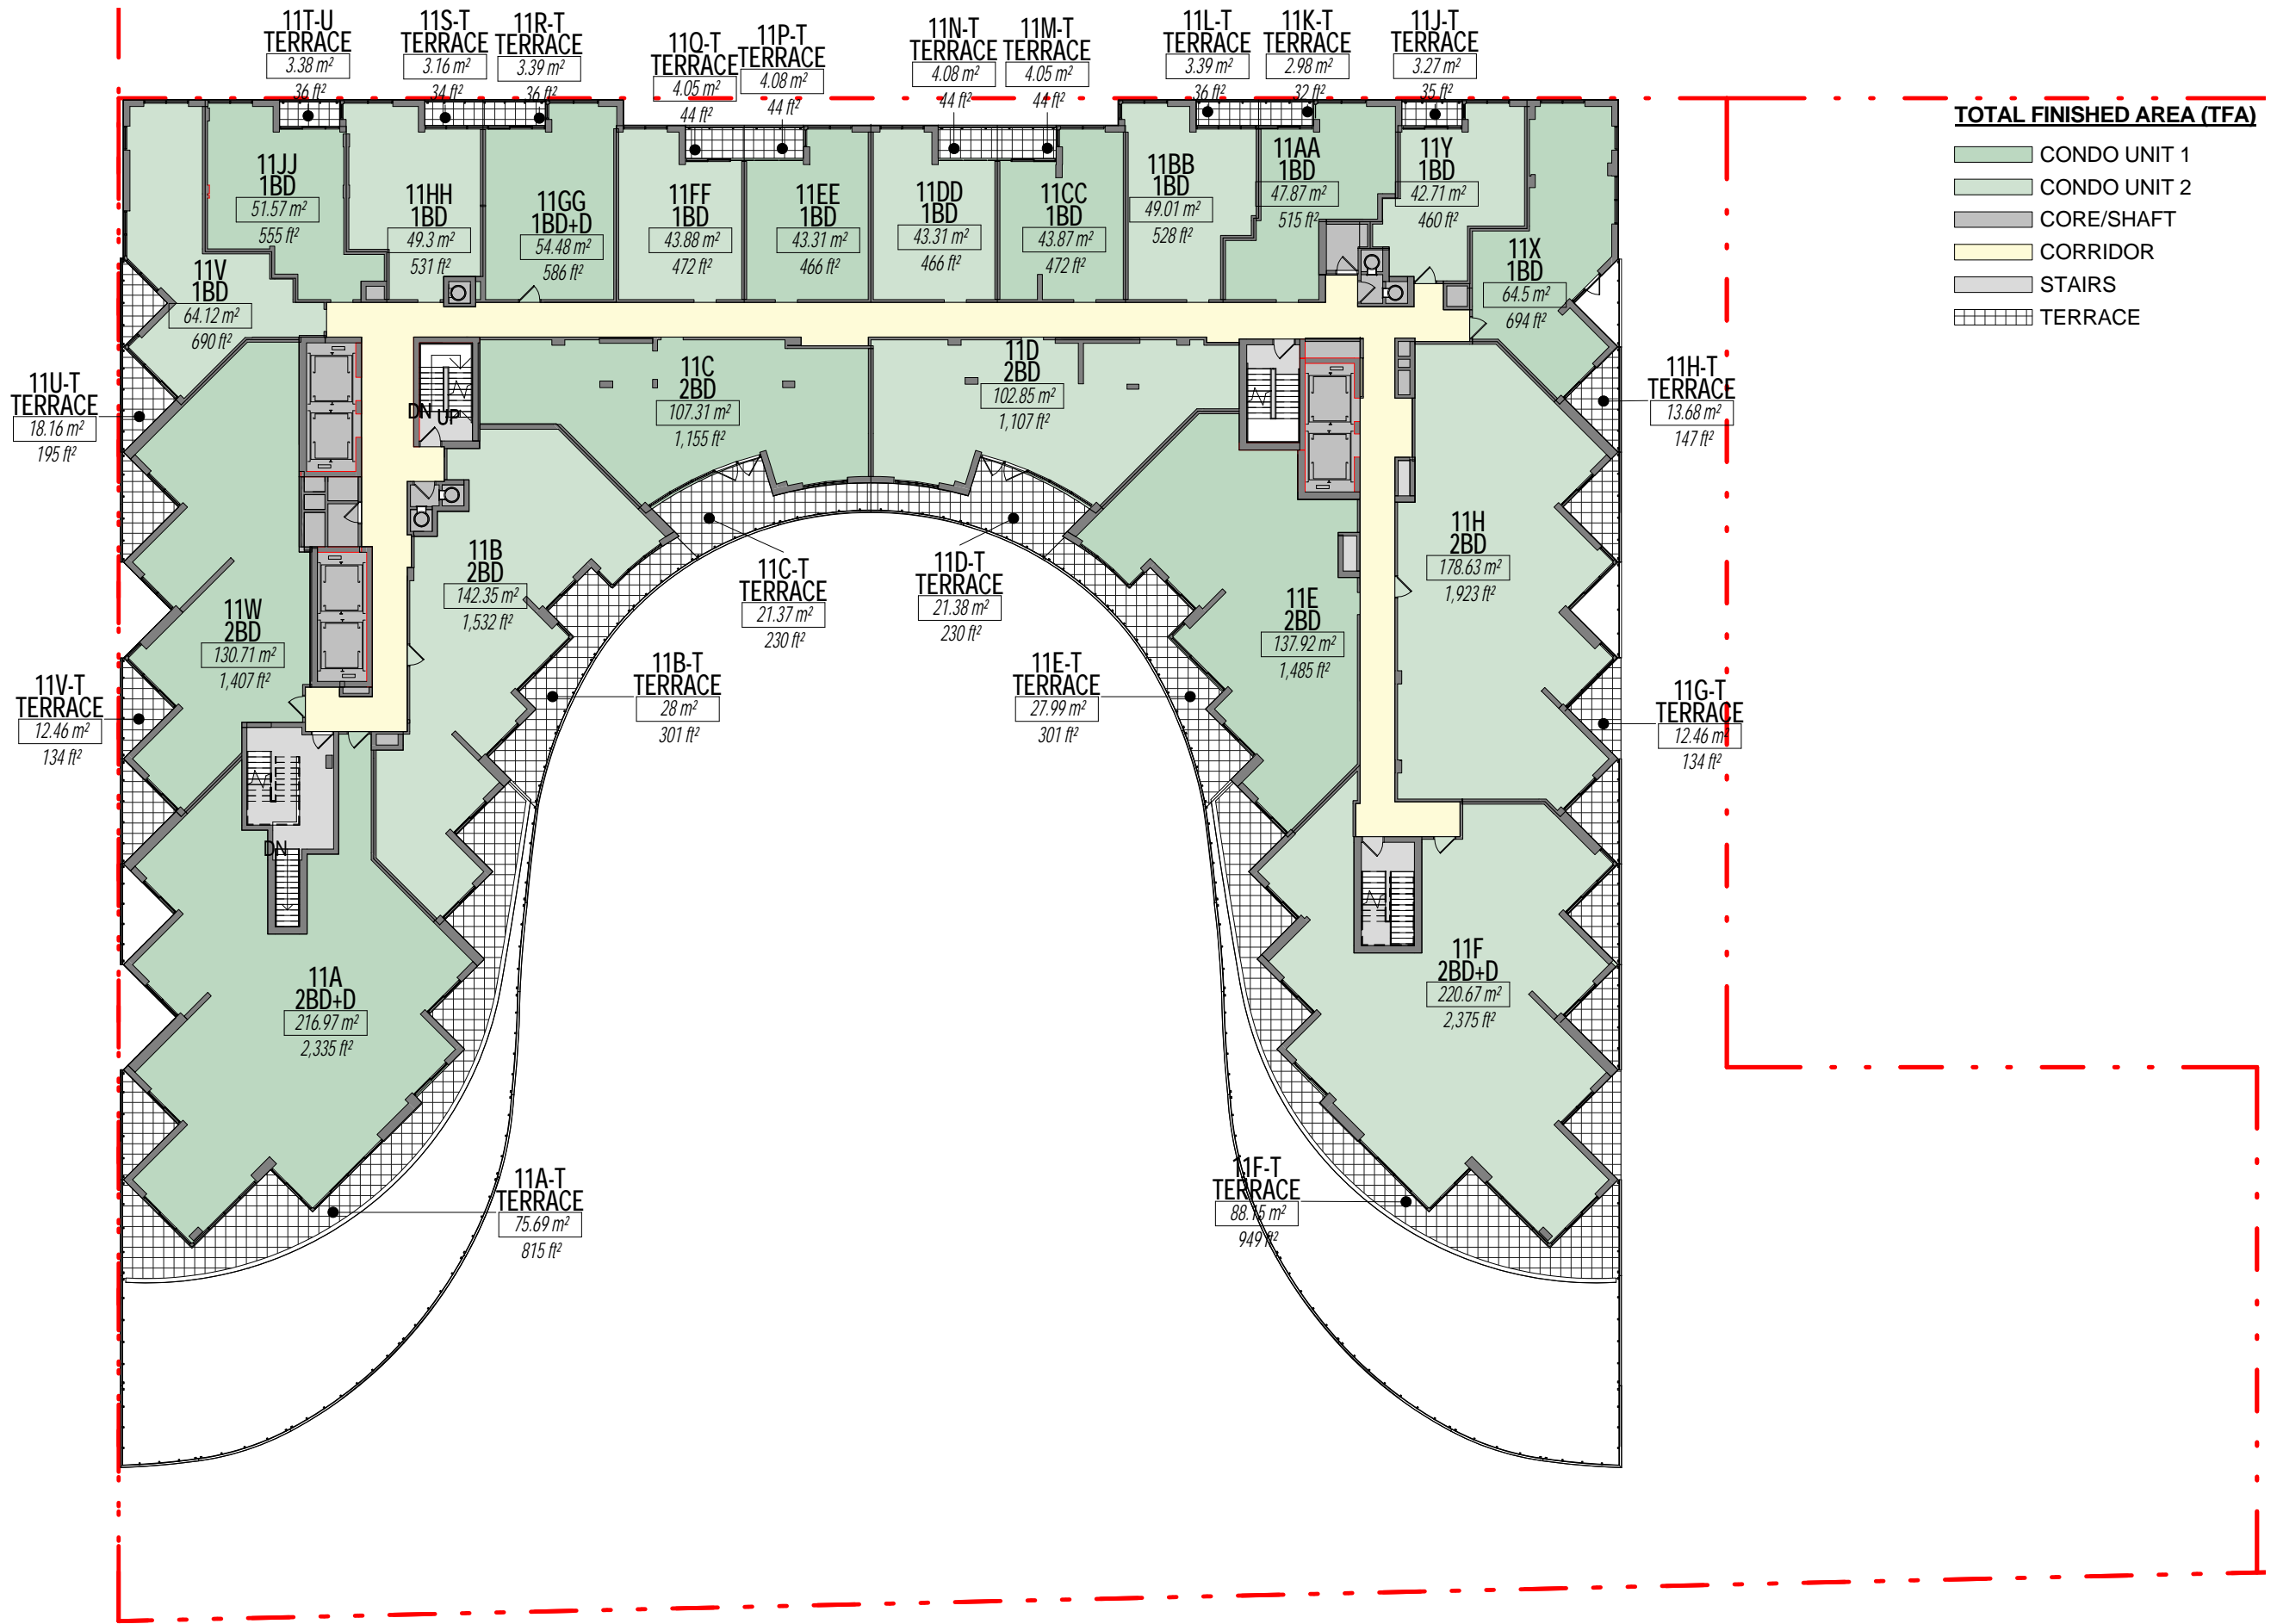 11T-U
TERRACE
3.38 m²
36 ft²
11S-T
TERRACE
3.16 m²
34 ft²
11R-T
TERRACE
3.39 m²
36 ft²
11Q-T
TERRACE
4.05 m²
44 ft²
11P-T
TERRACE
4.08 m²
44 ft²
11N-T
TERRACE
4.08 m²
44 ft²
11M-T
TERRACE
4.05 m²
44 ft²
11L-T
TERRACE
3.39 m²
36 ft²
11K-T
TERRACE
2.98 m²
32 ft²
11J-T
TERRACE
3.27 m²
35 ft²
TOTAL FINISHED AREA (TFA)
CONDO UNIT 1
CONDO UNIT 2
CORE/SHAFT
CORRIDOR
STAIRS
TERRACE
11JJ
1BD
51.57 m²
555 ft²
11HH
1BD
49.3 m²
531 ft²
11GG
1BD+D
54.48 m²
586 ft²
11FF
1BD
43.88 m²
472 ft²
11EE
1BD
43.31 m²
466 ft²
11DD
1BD
43.31 m²
466 ft²
11CC
1BD
43.87 m²
472 ft²
11BB
1BD
49.01 m²
528 ft²
11AA
1BD
47.87 m²
515 ft²
11Y
1BD
42.71 m²
460 ft²
11V
1BD
64.12 m²
690 ft²
11X
1BD
64.5 m²
694 ft²
11U-T
TERRACE
18.16 m²
195 ft²
DN
UP
11C
2BD
107.31 m²
1,155 ft²
11D
2BD
102.85 m²
1,107 ft²
11H-T
TERRACE
13.68 m²
147 ft²
11W
2BD
130.71 m²
1,407 ft²
11B
2BD
142.35 m²
1,532 ft²
11C-T
TERRACE
21.37 m²
230 ft²
11D-T
TERRACE
21.38 m²
230 ft²
11E
2BD
137.92 m²
1,485 ft²
11H
2BD
178.63 m²
1,923 ft²
11V-T
TERRACE
12.46 m²
134 ft²
11B-T
TERRACE
28 m²
301 ft²
11E-T
TERRACE
27.99 m²
301 ft²
11G-T
TERRACE
12.46 m²
134 ft²
DN
11A
2BD+D
216.97 m²
2,335 ft²
11F
2BD+D
220.67 m²
2,375 ft²
11A-T
TERRACE
75.69 m²
815 ft²
11F-T
TERRACE
88.15 m²
949 ft²